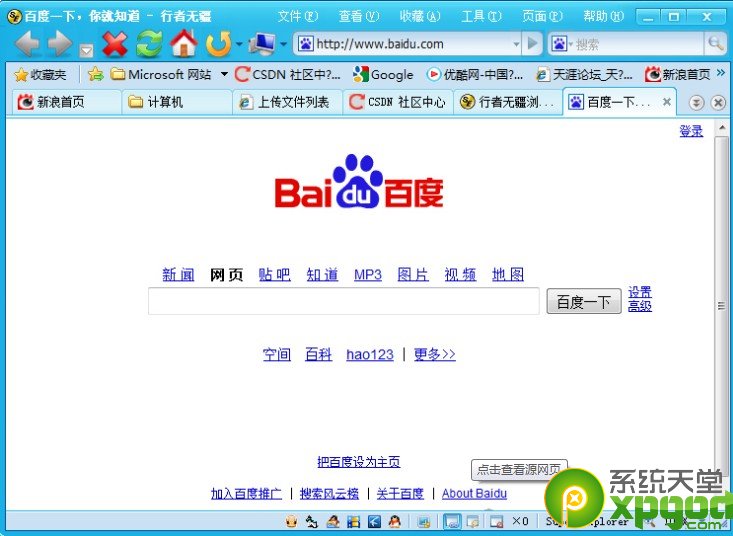 百度一下，你就知道 - 行者无疆 文件(F) 查看(V) 收藏(A) 工具(T) 页面(P) 帮助(H)
http://www.baidu.com 搜索
收藏夹 Microsoft 网站 CSDN 社区中?... Google 优酷网-中国?... 天涯论坛_天?... 新浪首页 »
新浪首页 计算机 上传文件列表 CSDN 社区中心 行者无疆浏... 百度一下...
登录
Bai du 百度
新闻 网页 贴吧 知道 MP3 图片 视频 地图
百度一下 设置
高级
空间 百科 hao123 | 更多>>
把百度设为主页
点击查看源网页
加入百度推广 | 搜索风云榜 | 关于百度 | About Baidu
系统天堂
xpgod.com
×0